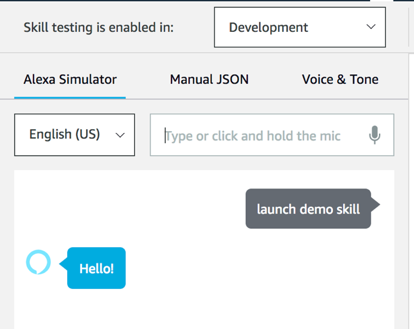 Skill testing is enabled in: Development
Alexa Simulator Manual JSON Voice & Tone
English (US) Type or click and hold the mic
launch demo skill
Hello!